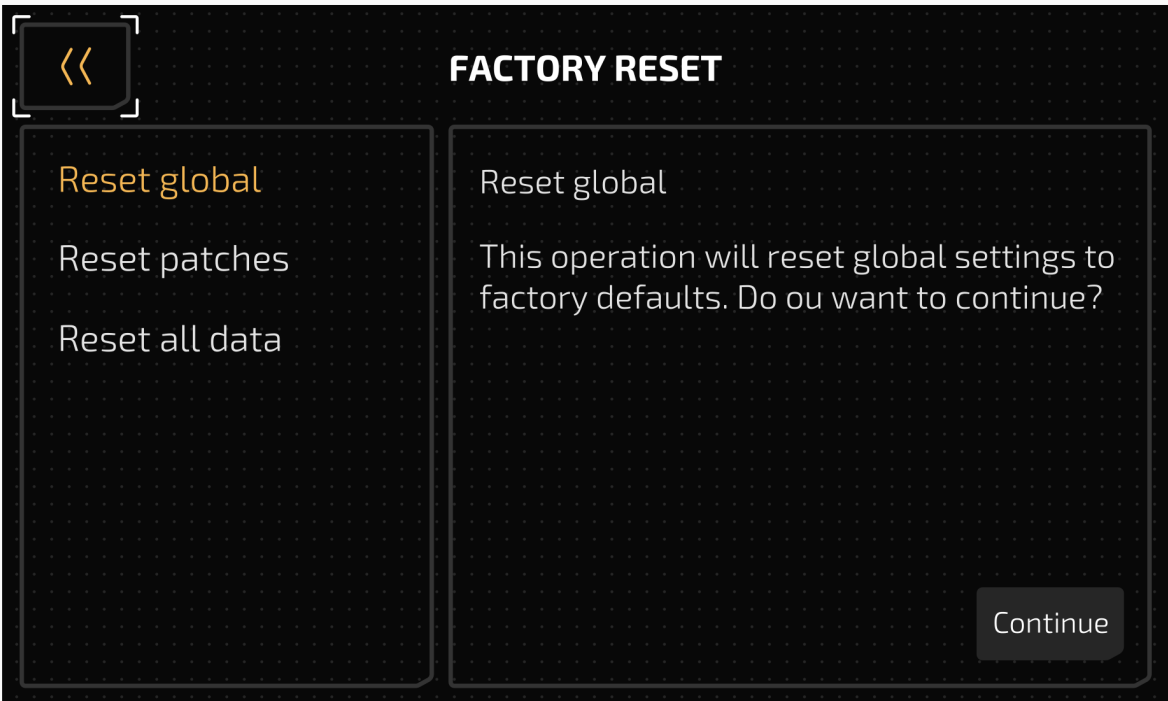 FACTORY RESET
Reset global
Reset patches
Reset all data
Reset global
This operation will reset global settings to
factory defaults. Do ou want to continue?
Continue